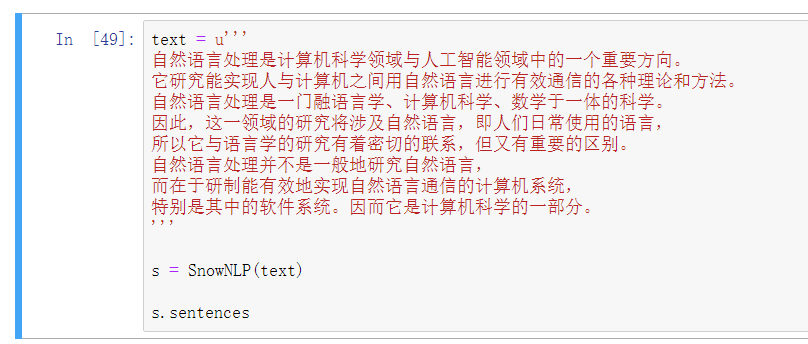 In [49]: text = u'''
自然语言处理是计算机科学领域与人工智能领域中的一个重要方向。
它研究能实现人与计算机之间用自然语言进行有效通信的各种理论和方法。
自然语言处理是一门融语言学、计算机科学、数学于一体的科学。
因此，这一领域的研究将涉及自然语言，即人们日常使用的语言，
所以它与语言学的研究有着密切的联系，但又有重要的区别。
自然语言处理并不是一般地研究自然语言，
而在于研制能有效地实现自然语言通信的计算机系统，
特别是其中的软件系统。因而它是计算机科学的一部分。
'''
s = SnowNLP(text)
s.sentences